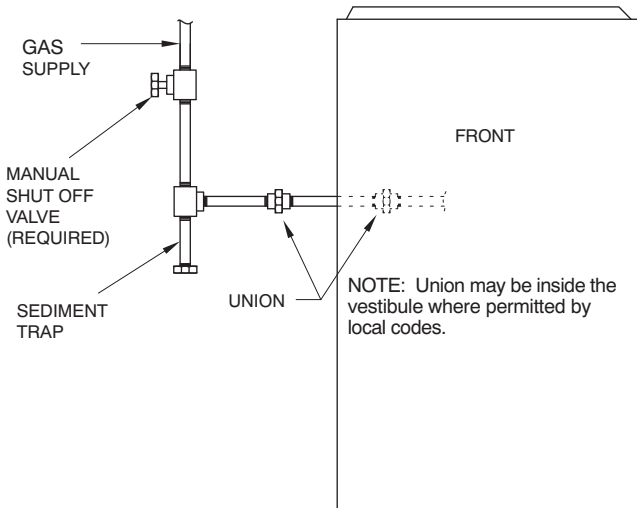 GAS
SUPPLY
FRONT
MANUAL
SHUT OFF
VALVE
(REQUIRED)
SEDIMENT
TRAP
UNION
NOTE: Union may be inside the
vestibule where permitted by
local codes.